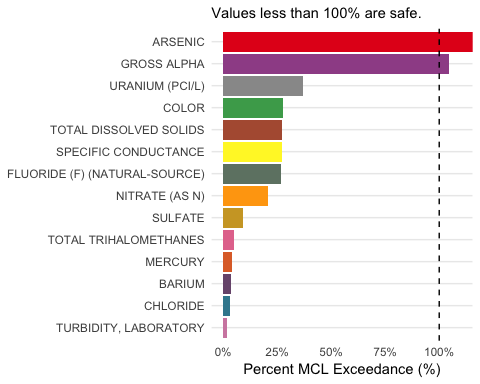 Values less than 100% are safe.
ARSENIC
GROSS ALPHA
URANIUM (PCI/L)
COLOR
TOTAL DISSOLVED SOLIDS
SPECIFIC CONDUCTANCE
FLUORIDE (F) (NATURAL-SOURCE)
NITRATE (AS N)
SULFATE
TOTAL TRIHALOMETHANES
MERCURY
BARIUM
CHLORIDE
TURBIDITY, LABORATORY
0% 25% 50% 75% 100%
Percent MCL Exceedance (%)